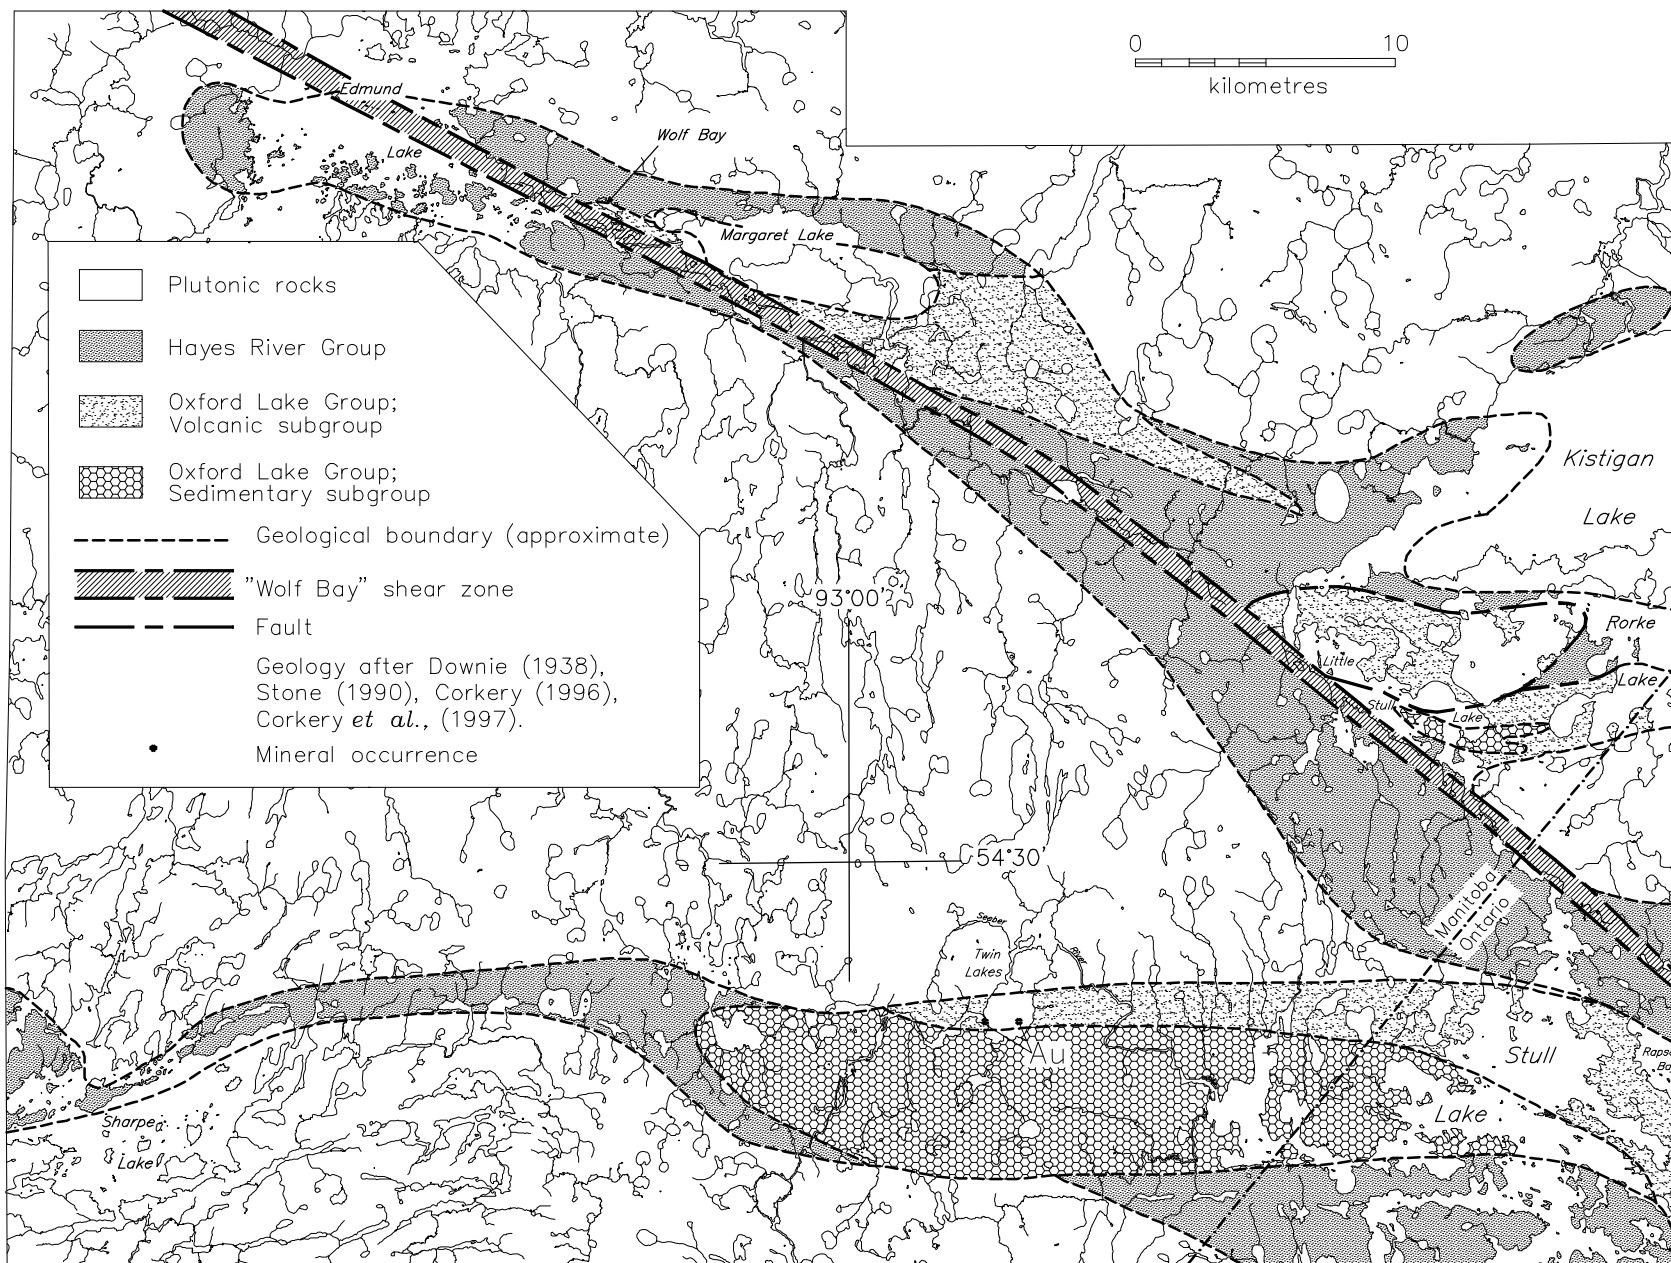 0 10
kilometres
Edmund
Wolf Bay
Lake
Margaret Lake
Plutonic rocks
Hayes River Group
Oxford Lake Group;
Volcanic subgroup
Oxford Lake Group;
Sedimentary subgroup
Geological boundary (approximate)
"Wolf Bay" shear zone
Fault
Geology after Downie (1938),
Stone (1990), Corkery (1996),
Corkery et al., (1997).
Mineral occurrence
Kistigan
Lake
93°00'
Rorke
Lake
Little
Stull
Lake
54°30'
Manitoba
Ontario
Seeber
River
Twin
Lakes
Au
Stull
Lake
Sharpe
Lake